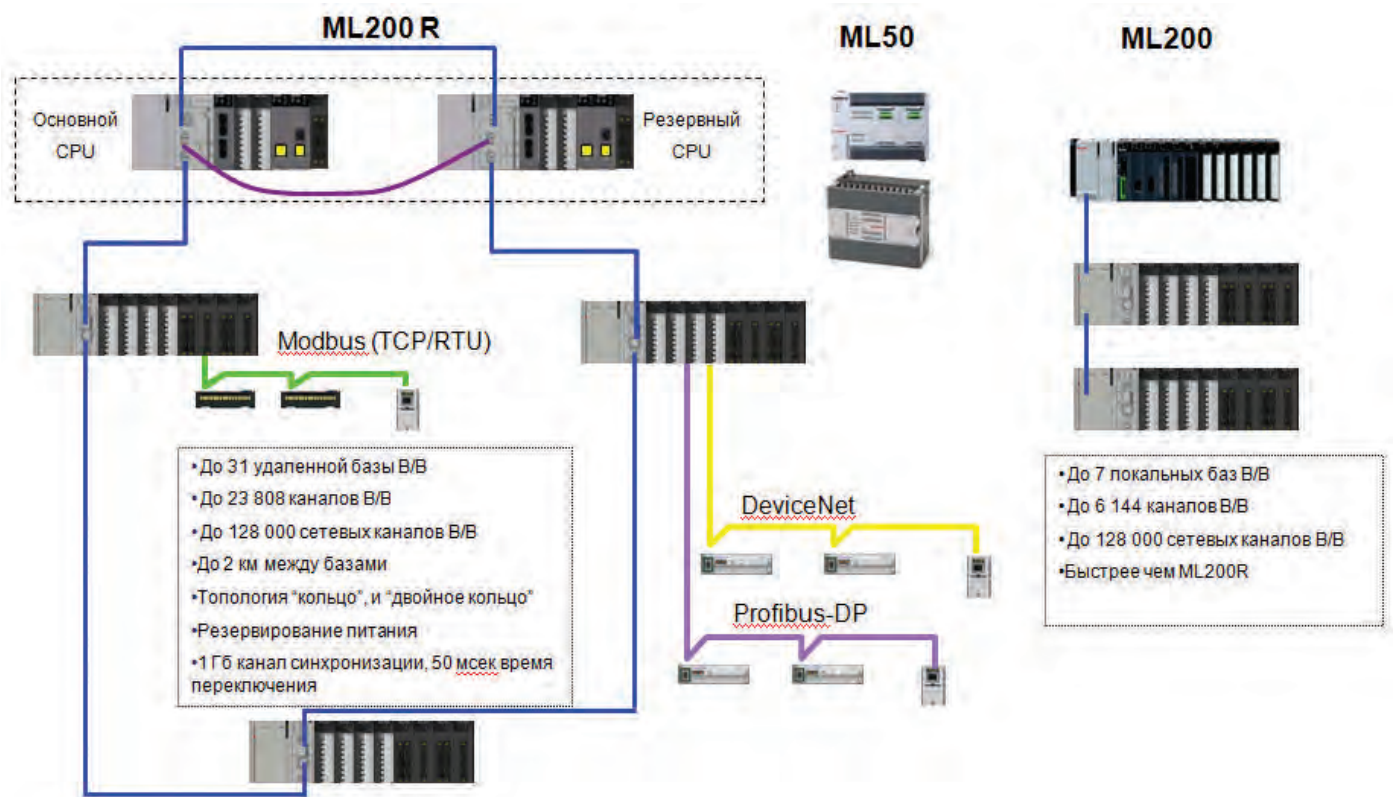 ML200 R
ML50
ML200
Основной
CPU
Резервный
CPU
Modbus (TCP/RTU)
•До 31 удаленной базы В/В
•До 23 808 каналов В/В
•До 128 000 сетевых каналов В/В
•До 2 км между базами
•Топология “кольцо”, и “двойное кольцо”
•Резервирование питания
•1 Гб канал синхронизации, 50 мсек время
переключения
DeviceNet
Profibus-DP
•До 7 локальных баз В/В
•До 6 144 каналов В/В
•До 128 000 сетевых каналов В/В
•Быстрее чем ML200R